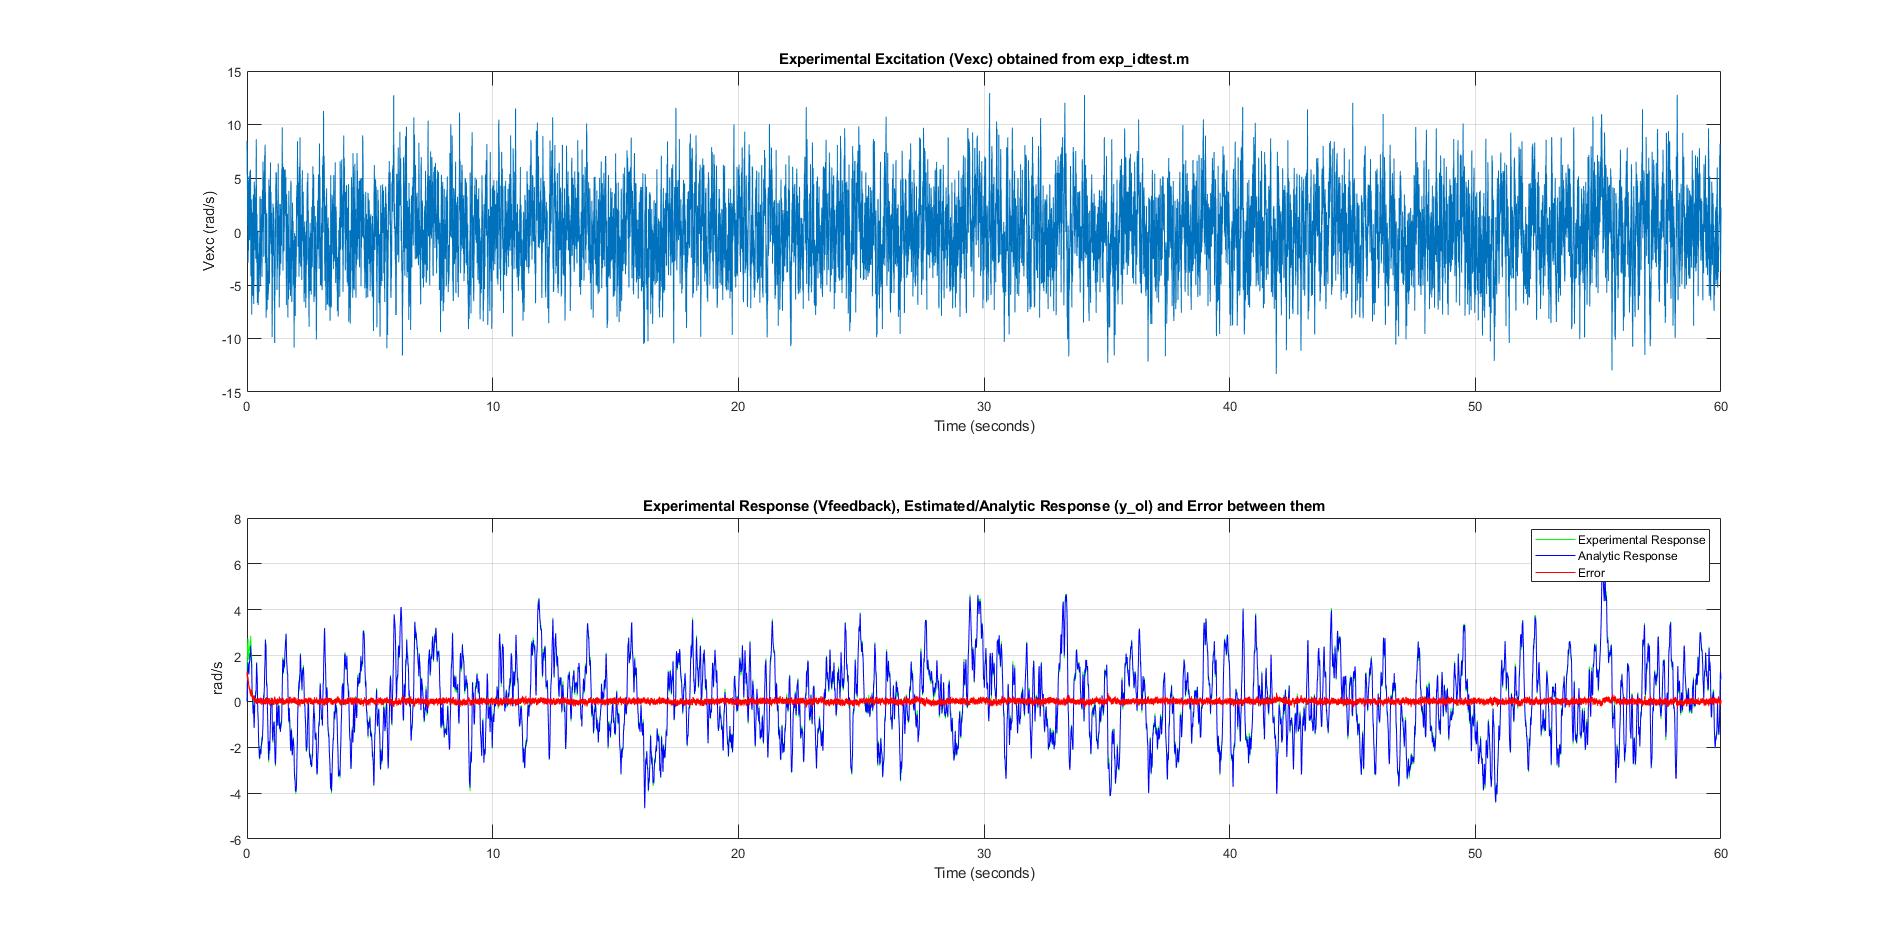 Experimental Excitation (Vexc) obtained from exp_idtest.m
15
10
5
0
-5
-10
-15
Vexc (rad/s)
0 10 20 30 40 50 60
Time (seconds)
Experimental Response (Vfeedback), Estimated/Analytic Response (y_ol) and Error between them
8
6
4
2
0
-2
-4
-6
rad/s
Experimental Response
Analytic Response
Error
0 10 20 30 40 50 60
Time (seconds)